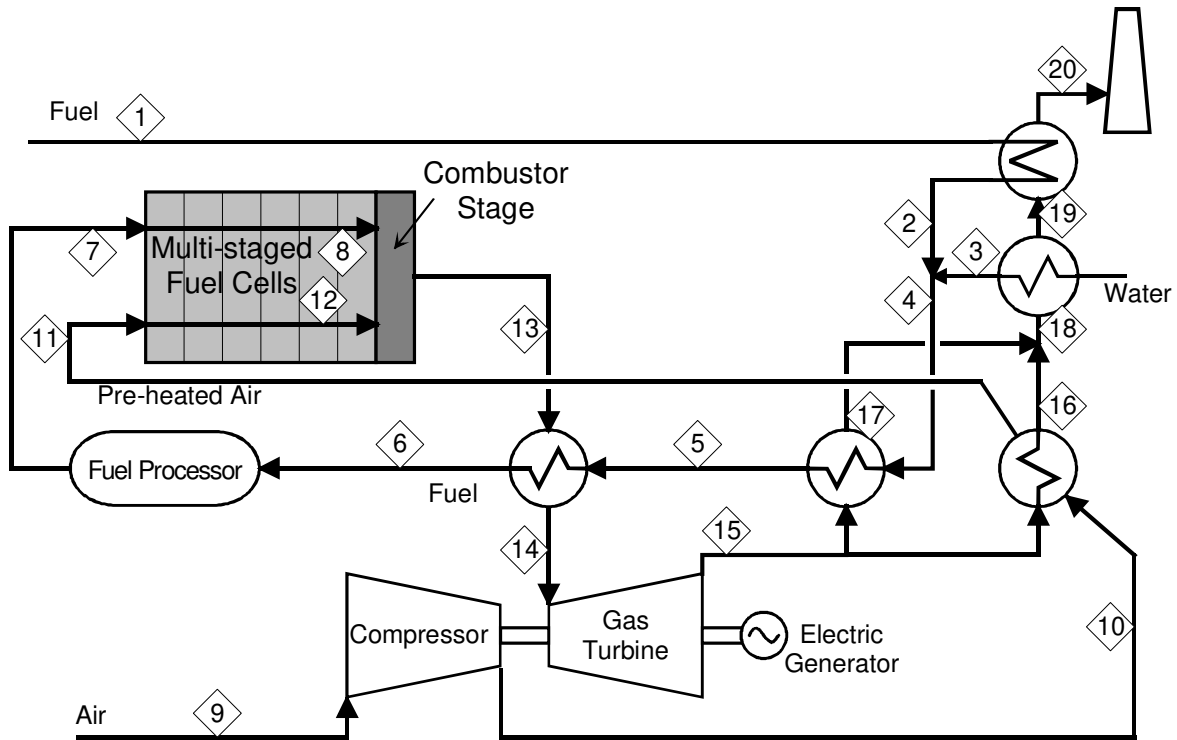 20
Fuel
1
Combustor
Stage
2
19
7
Multi-staged
8
3
Fuel Cells
Water
12
4
11
13
18
Pre-heated Air
16
17
6
5
Fuel Processor
Fuel
14
15
Compressor
Gas
Turbine
Electric
Generator
10
Air
9